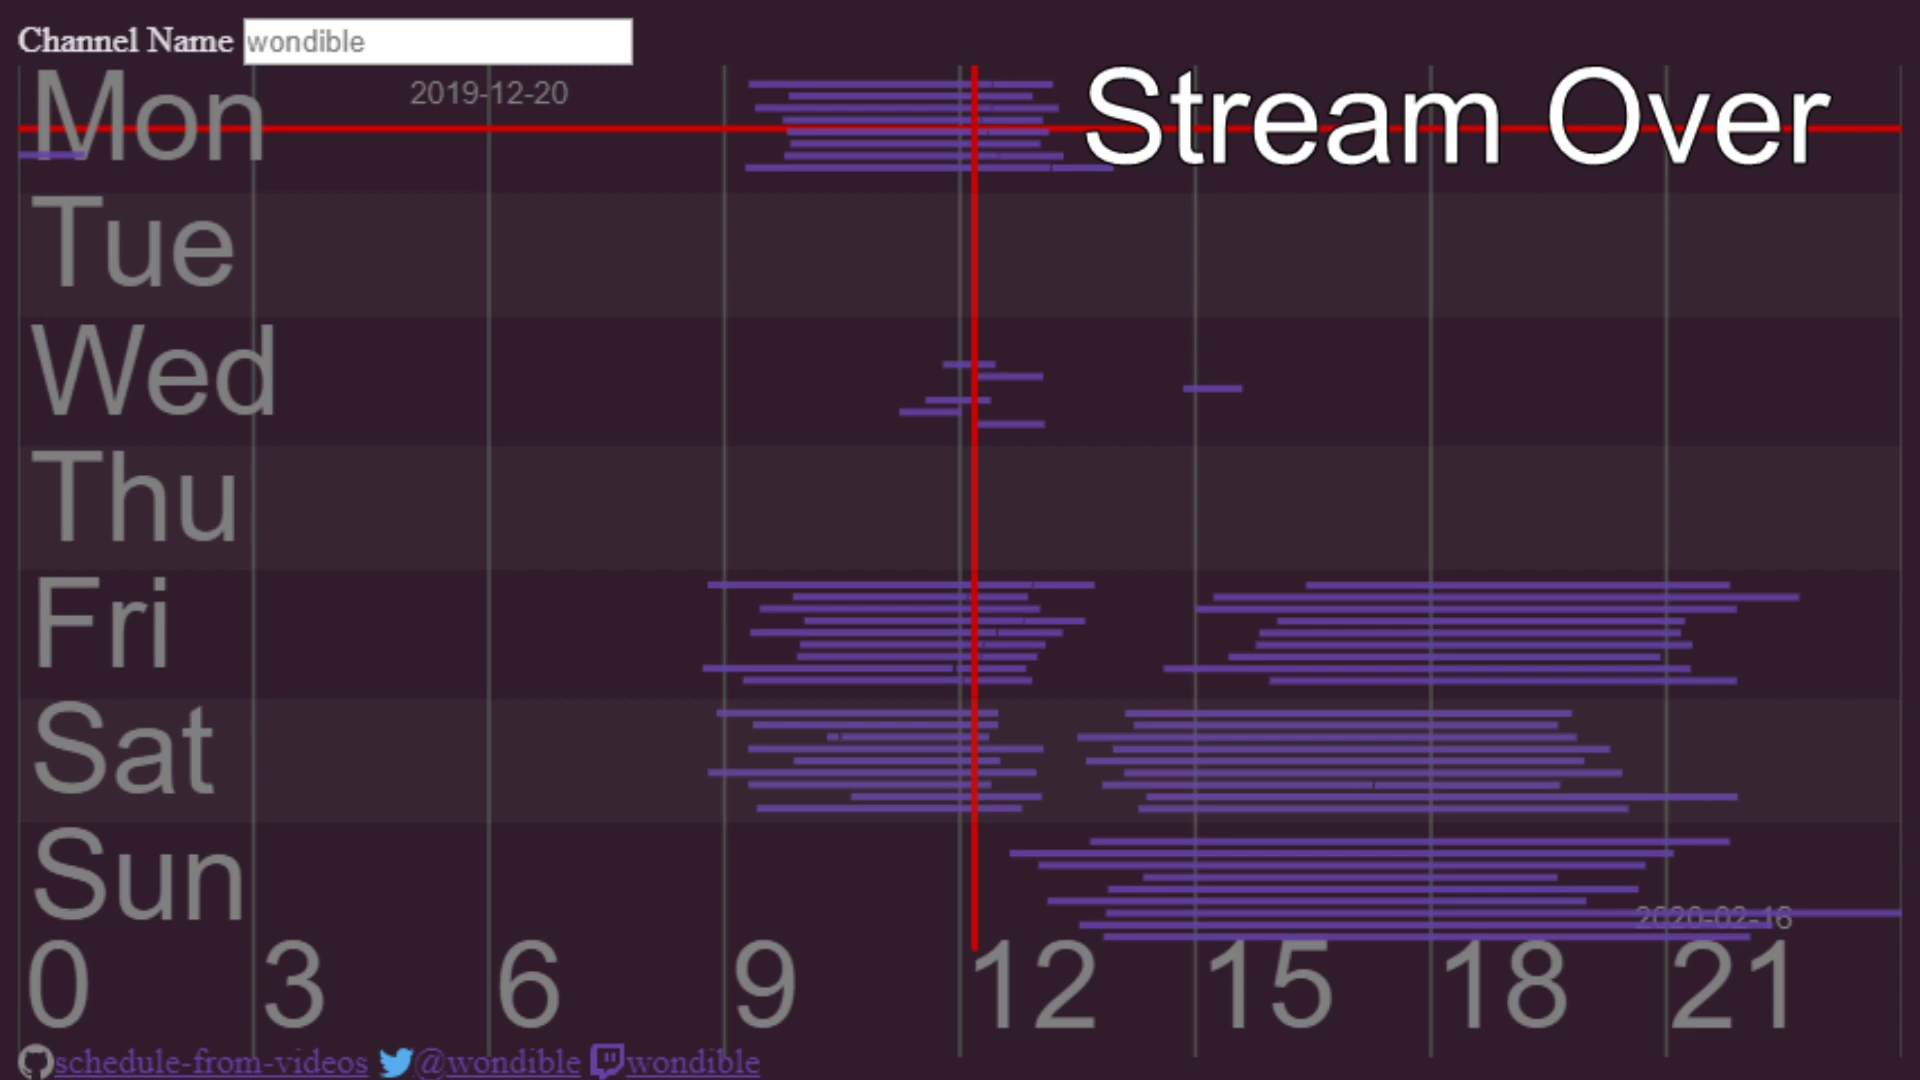 Channel Name wondible
Mon 2019-12-20 Stream Over
Tue
Wed
Thu
Fri
Sat
Sun
2020-02-16
0 3 6 9 12 15 18 21
schedule-from-videos @wondible wondible